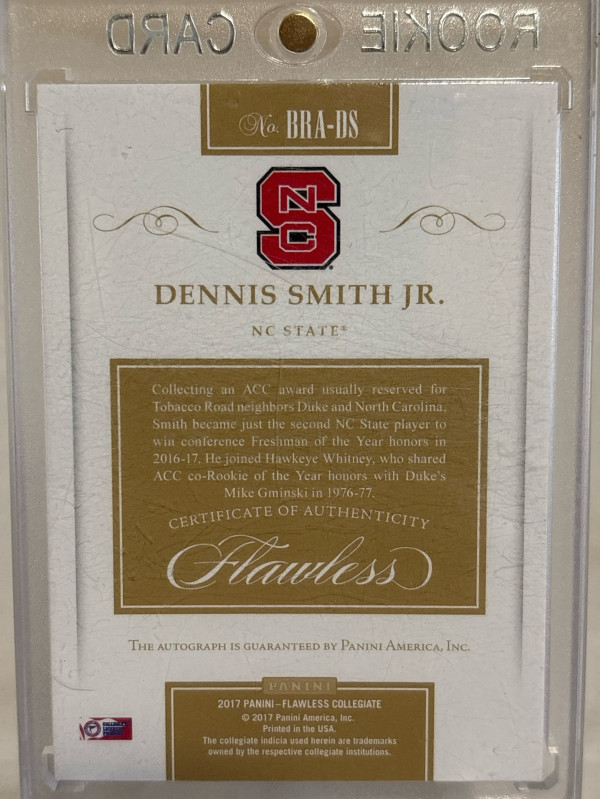 ROOKIE CARD
No. BRA-DS
NC
S
DENNIS SMITH JR.
NC STATE®
Collecting an ACC award usually reserved for
Tobacco Road neighbors Duke and North Carolina,
Smith became just the second NC State player to
win conference Freshman of the Year honors in
2016-17. He joined Hawkeye Whitney, who shared
ACC co-Rookie of the Year honors with Duke's
Mike Gminski in 1976-77.
CERTIFICATE OF AUTHENTICITY
Flawless
THE AUTOGRAPH IS GUARANTEED BY PANINI AMERICA, INC.
PANINI
2017 PANINI – FLAWLESS COLLEGIATE
© 2017 Panini America, Inc.
Printed in the USA.
The collegiate indicia used herein are trademarks
owned by the respective collegiate institutions.